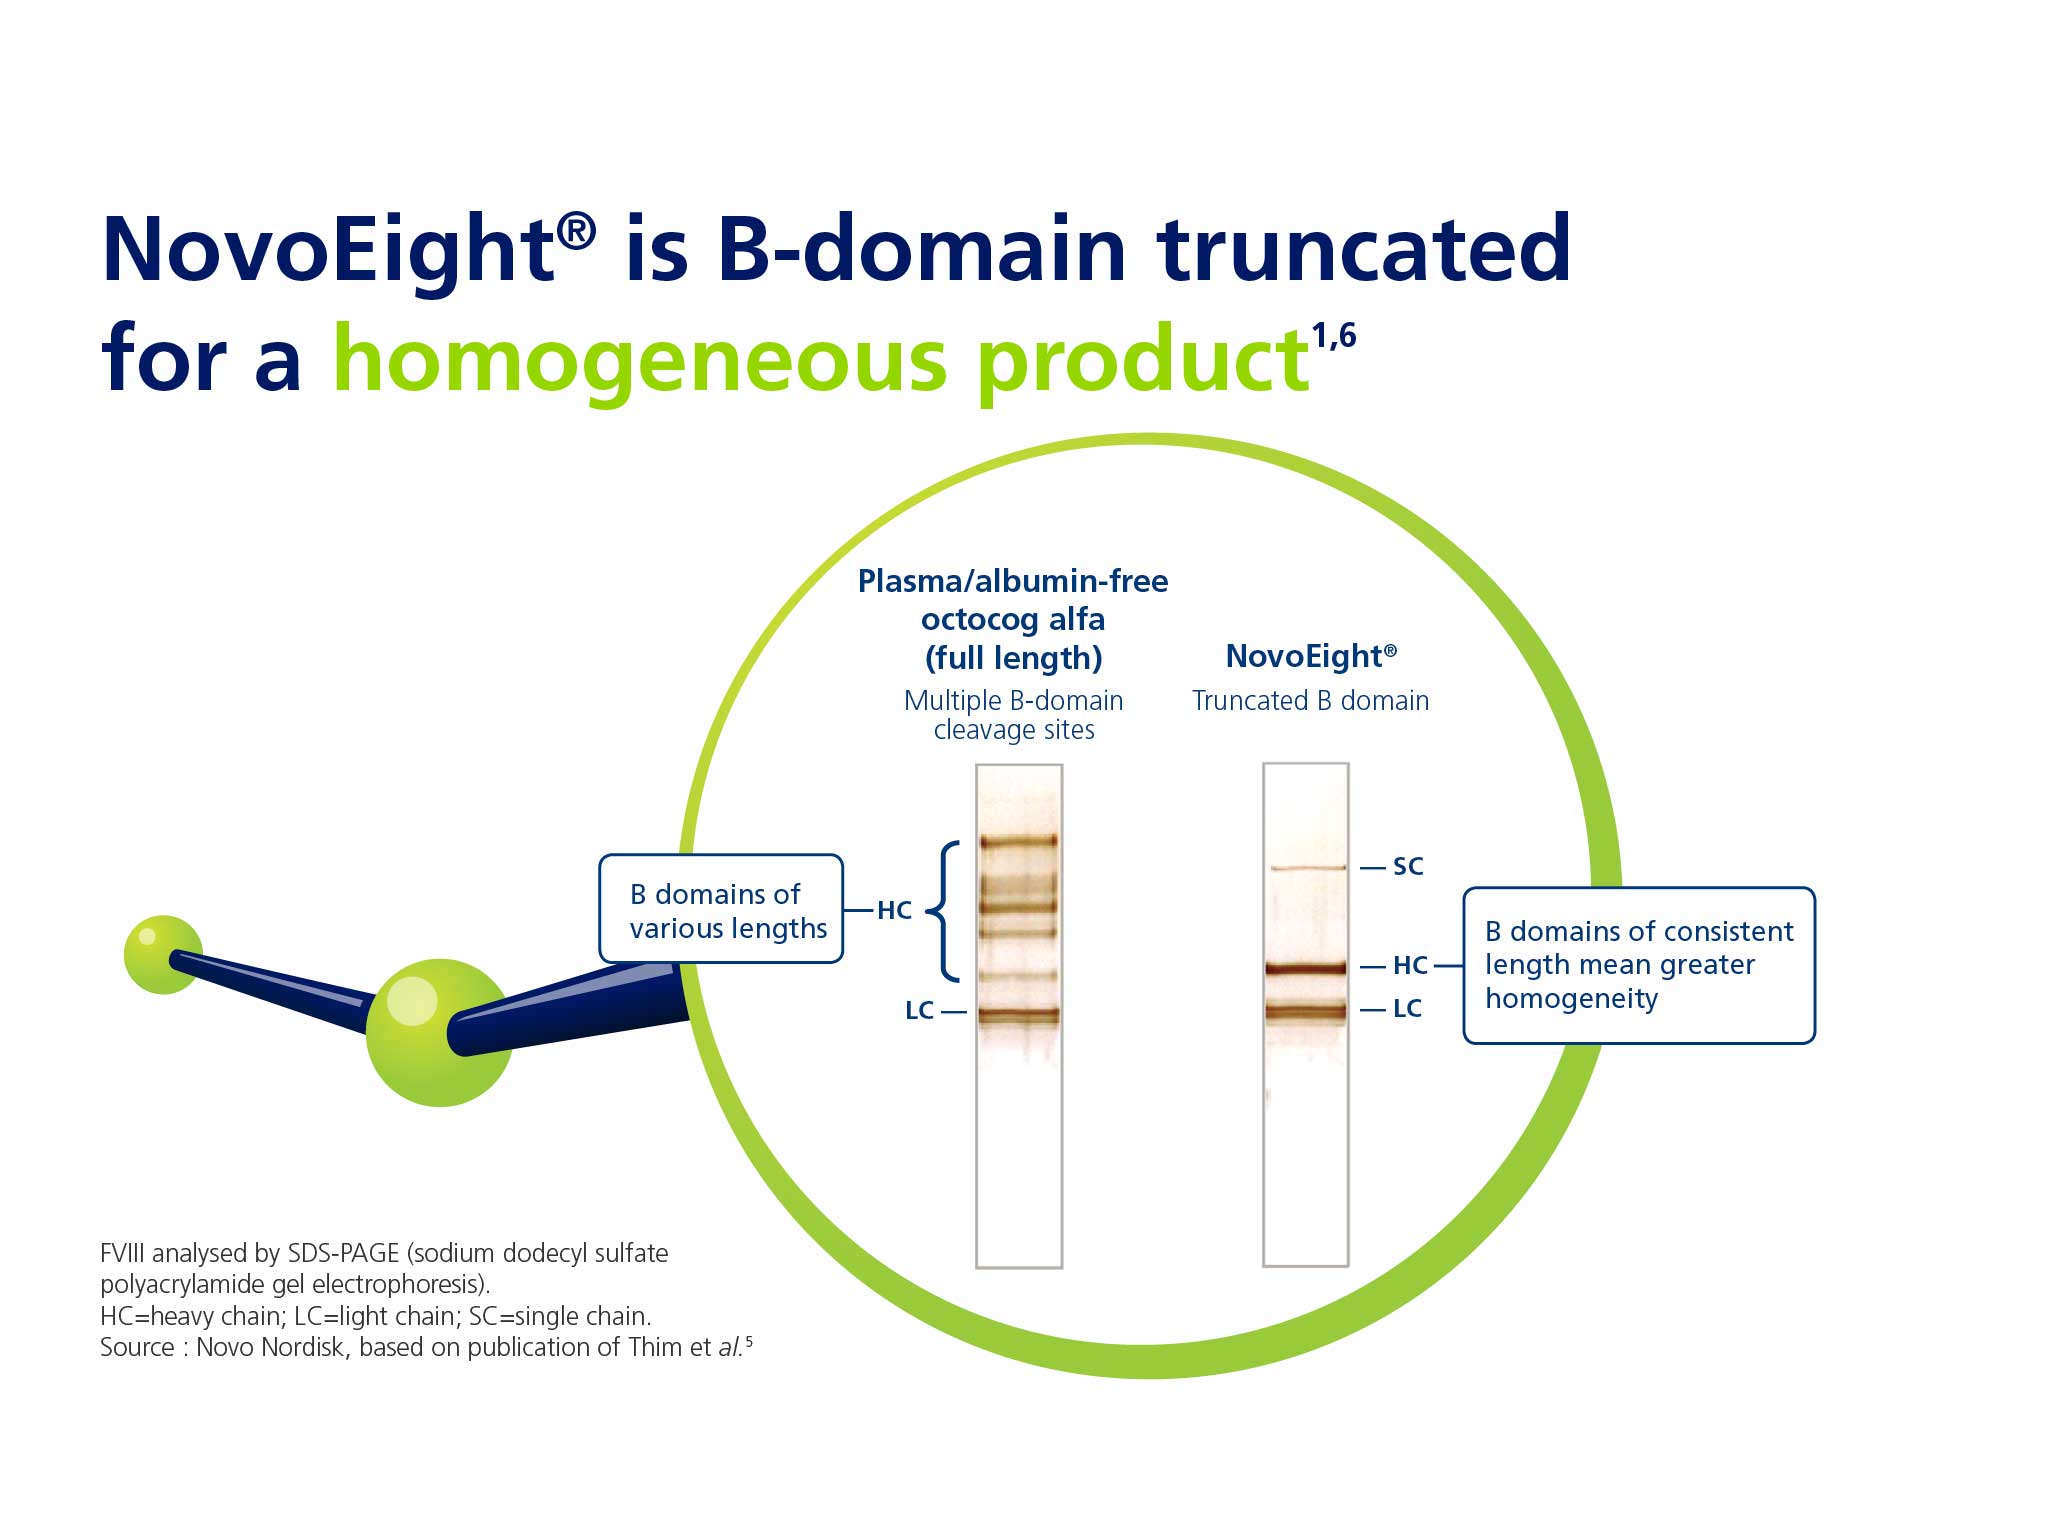 NovoEight® is B-domain truncated
for a homogeneous product1,6
Plasma/albumin-free
octocog alfa
(full length)
Multiple B-domain
cleavage sites
NovoEight®
Truncated B domain
B domains of
various lengths
HC
LC
SC
HC
LC
B domains of consistent
length mean greater
homogeneity
FVIII analysed by SDS-PAGE (sodium dodecyl sulfate
polyacrylamide gel electrophoresis).
HC=heavy chain; LC=light chain; SC=single chain.
Source : Novo Nordisk, based on publication of Thim et al.5